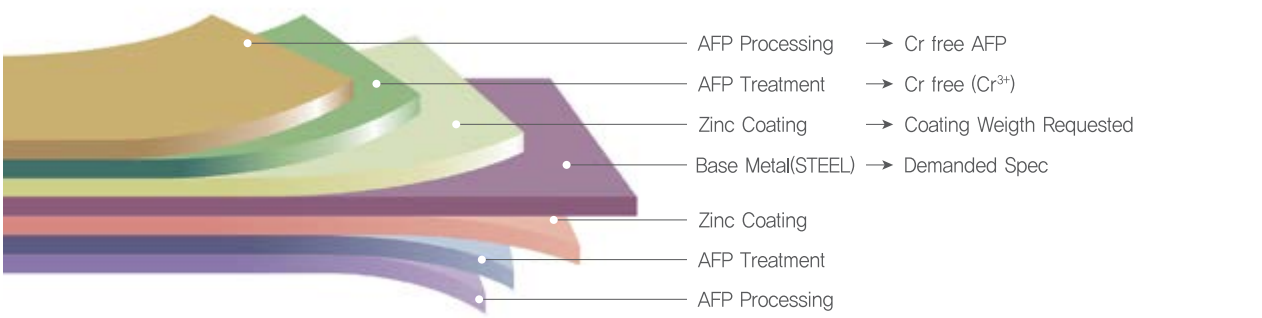 AFP Processing → Cr free AFP
AFP Treatment → Cr free (Cr³⁺)
Zinc Coating → Coating Weigth Requested
Base Metal(STEEL) → Demanded Spec
Zinc Coating
AFP Treatment
AFP Processing